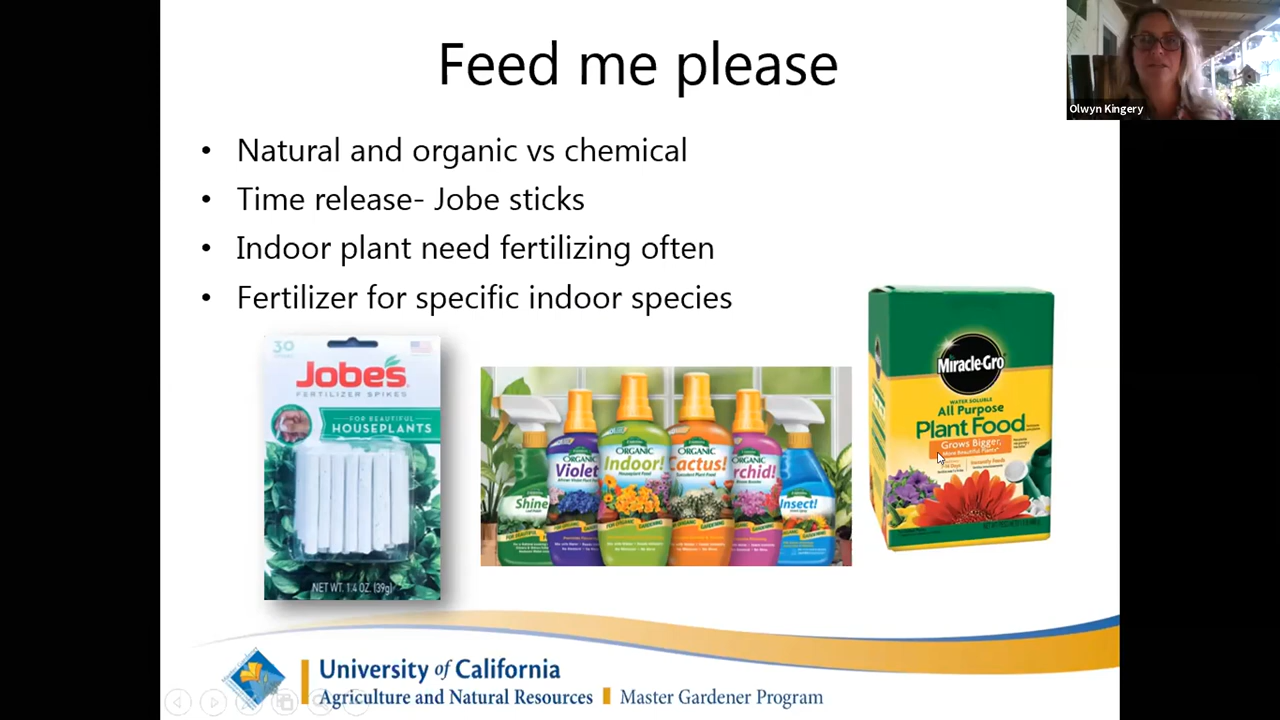 Feed me please
Olwyn Kingery
• Natural and organic vs chemical
• Time release- Jobe sticks
• Indoor plant need fertilizing often
• Fertilizer for specific indoor species
30
Jobe's
FERTILIZER SPIKES
FOR BEAUTIFUL
HOUSEPLANTS
NET WT. 1.4 OZ. (39g)
Shine
ORGANIC
Violet
ORGANIC
Indoor!
ORGANIC
Cactus!
ORGANIC
rchid!
Insect!
Miracle-Gro
WATER SOLUBLE
All Purpose
Plant Food
Grows Bigger,
More Beautiful Plants*
University of California
Agriculture and Natural Resources
Master Gardener Program